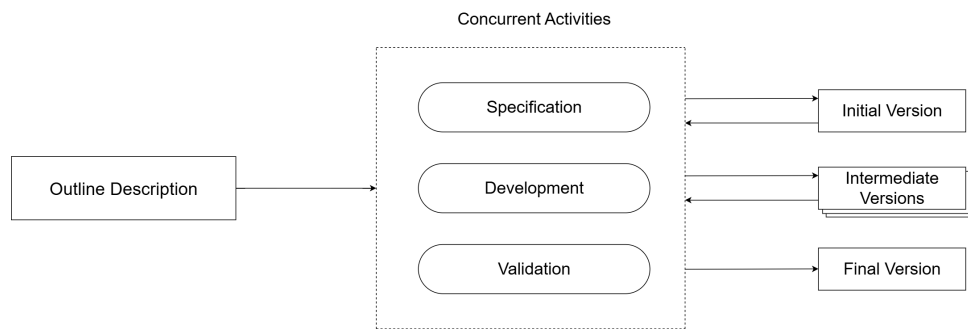 Concurrent Activities
Specification
Initial Version
Outline Description
Development
Intermediate
Versions
Validation
Final Version